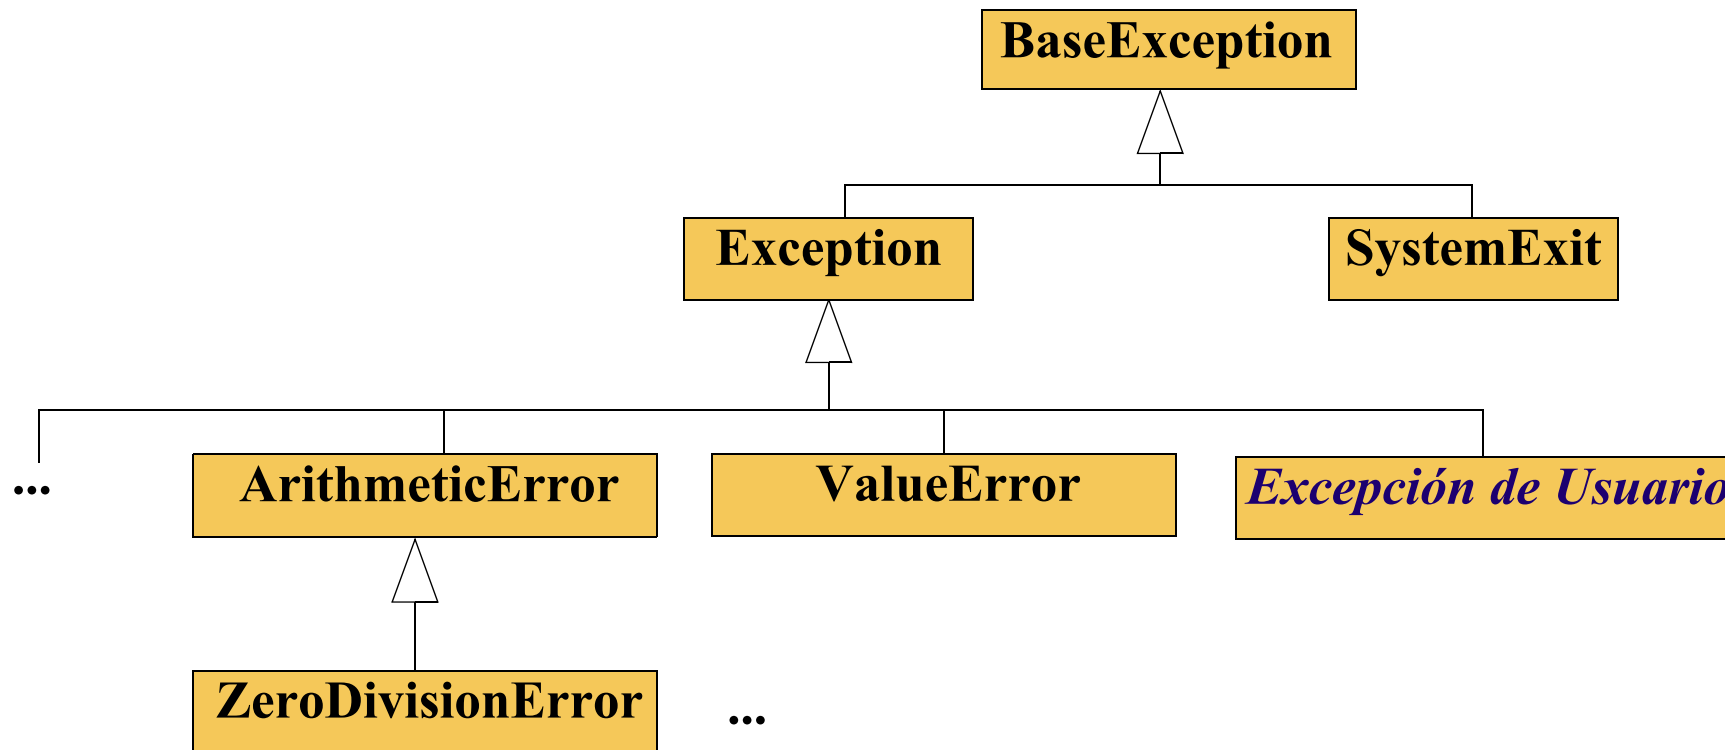 BaseException
Exception
SystemExit
...
ArithmeticError
ValueError
Excepción de Usuario
ZeroDivisionError
...